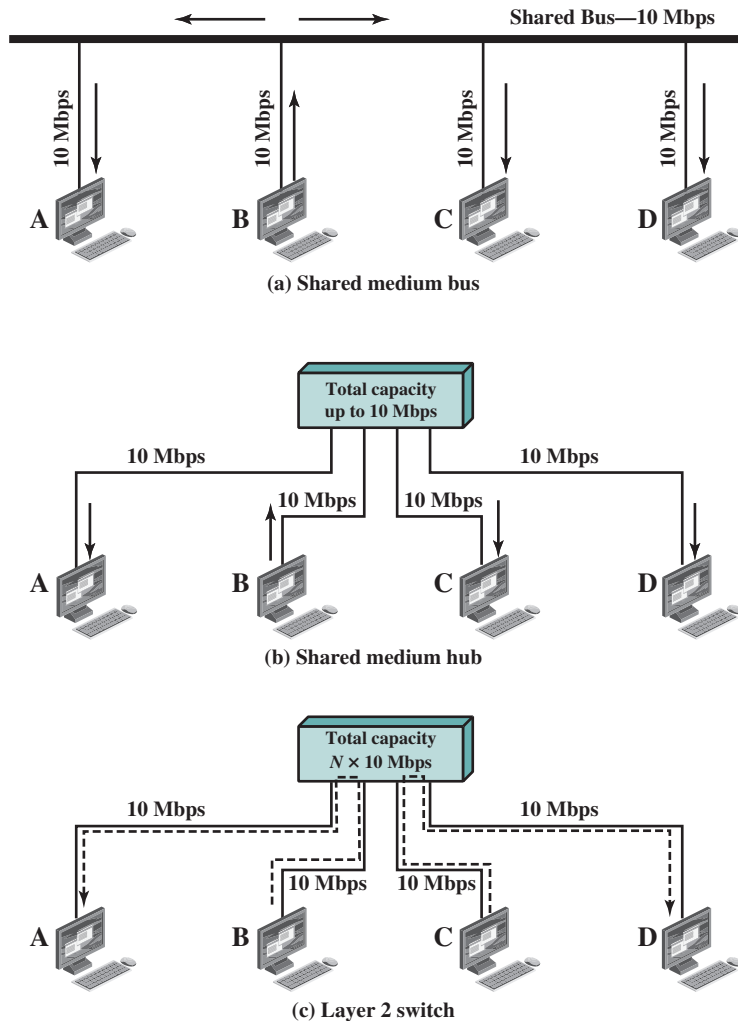 Shared Bus—10 Mbps
10 Mbps
10 Mbps
10 Mbps
10 Mbps
A
B
C
D
(a) Shared medium bus
Total capacity
up to 10 Mbps
10 Mbps
10 Mbps
10 Mbps
10 Mbps
A
B
C
D
(b) Shared medium hub
Total capacity
N × 10 Mbps
10 Mbps
10 Mbps
10 Mbps
10 Mbps
A
B
C
D
(c) Layer 2 switch